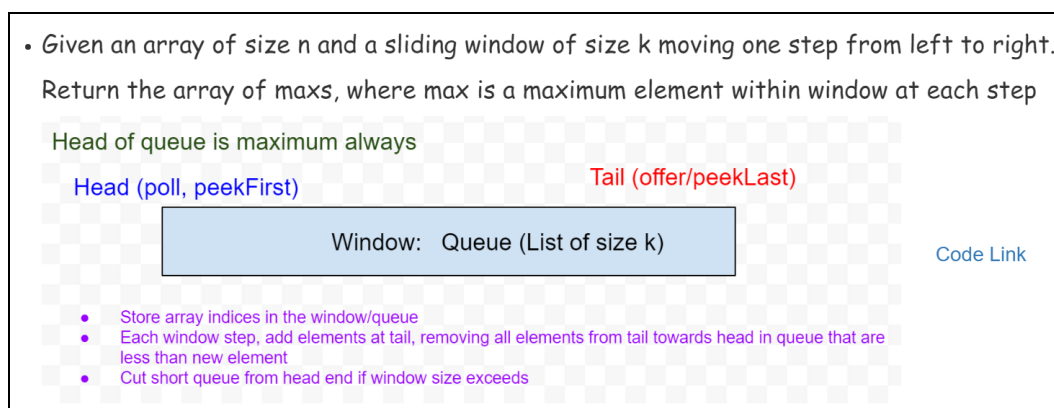 • Given an array of size n and a sliding window of size k moving one step from left to right.
Return the array of maxs, where max is a maximum element within window at each step
Head of queue is maximum always
Head (poll, peekFirst)
Tail (offer/peekLast)
Window: Queue (List of size k)
Code Link
● Store array indices in the window/queue
● Each window step, add elements at tail, removing all elements from tail towards head in queue that are
less than new element
● Cut short queue from head end if window size exceeds